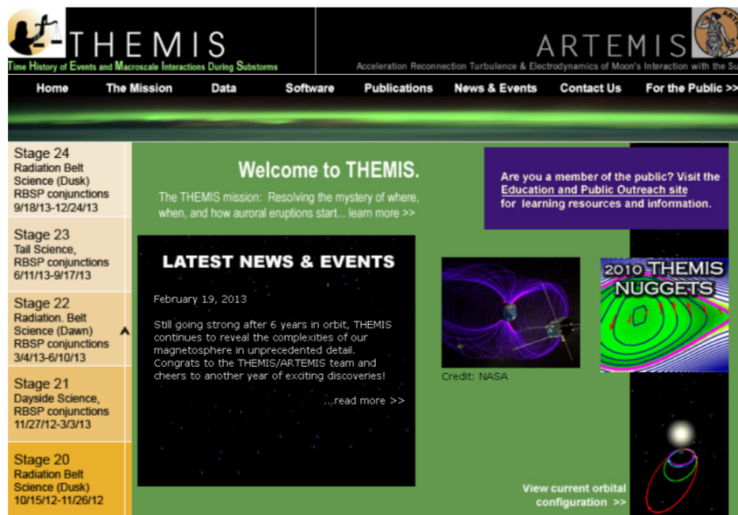 THEMIS
Time History of Events and Macroscale Interactions During Substorms
ARTEMIS
Acceleration Reconnection Turbulence & Electrodynamics of Moon's Interaction with the Su
Home The Mission Data Software Publications News & Events Contact Us For the Public >>
Stage 24
Radiation Belt
Science (Dusk)
RBSP conjunctions
9/18/13-12/24/13
Stage 23
Tail Science,
RBSP conjunctions
6/11/13-9/17/13
Stage 22
Radiation. Belt
Science (Dawn)
RBSP conjunctions
3/4/13-6/10/13
Stage 21
Dayside Science,
RBSP conjunctions
11/27/12-3/3/13
Stage 20
Radiation Belt
Science (Dusk)
10/15/12-11/26/12
Welcome to THEMIS.
The THEMIS mission: Resolving the mystery of where,
when, and how auroral eruptions start... learn more >>
Are you a member of the public? Visit the
Education and Public Outreach site
for learning resources and information.
LATEST NEWS & EVENTS
February 19, 2013
Still going strong after 6 years in orbit, THEMIS
continues to reveal the complexities of our
magnetosphere in unprecedented detail.
Congrats to the THEMIS/ARTEMIS team and
cheers to another year of exciting discoveries!
...read more >>
Credit: NASA
2010 THEMIS
NUGGETS
View current orbital
configuration >>